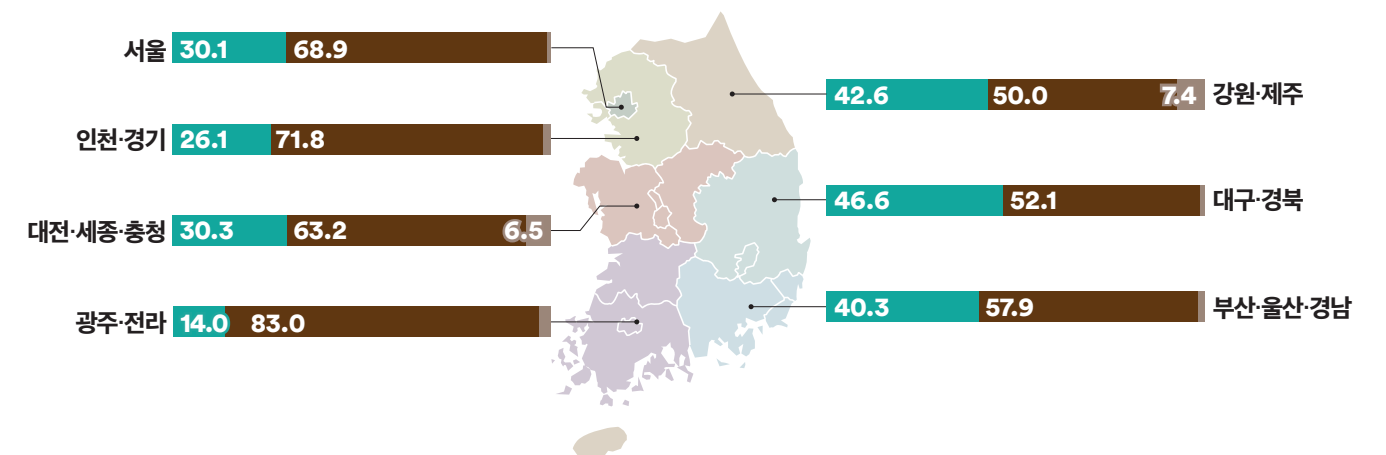 서울 30.1 68.9
인천·경기 26.1 71.8
대전·세종·충청 30.3 63.2 6.5
광주·전라 14.0 83.0
42.6 50.0 7.4 강원·제주
46.6 52.1 대구·경북
40.3 57.9 부산·울산·경남